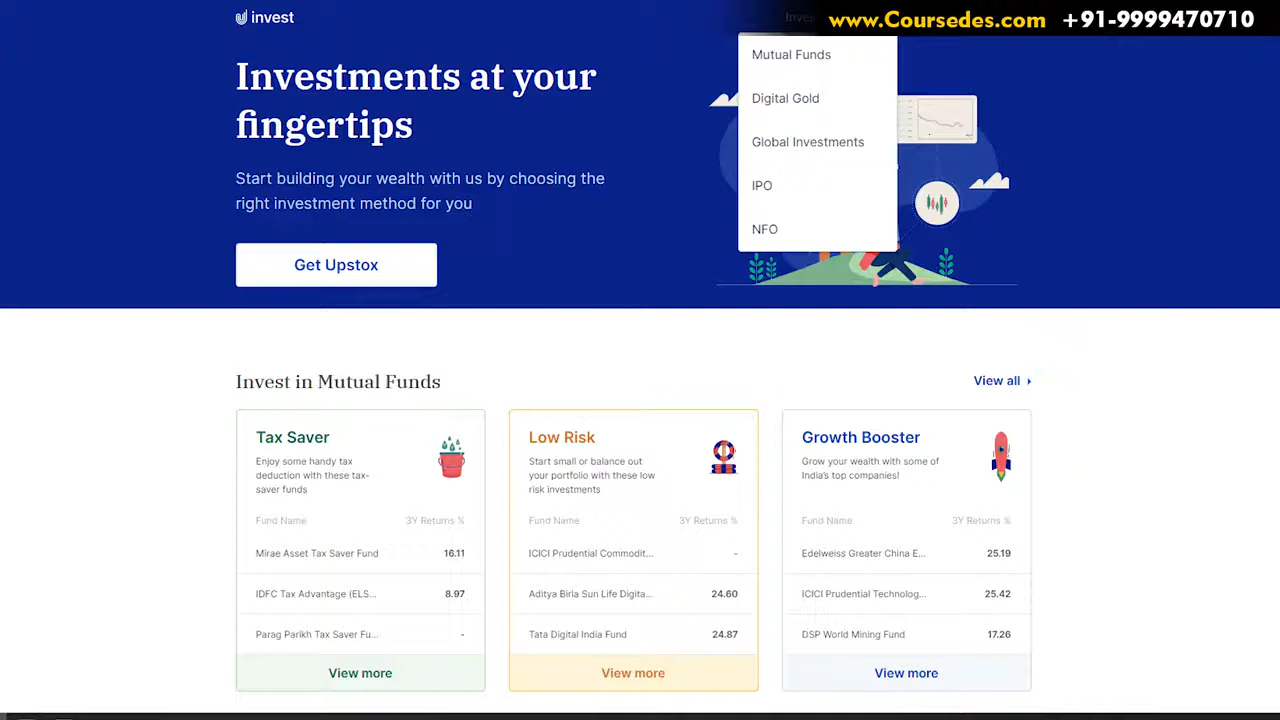 invest
Inves
www.Coursedes.com +91-9999470710
Investments at your
fingertips
Start building your wealth with us by choosing the
right investment method for you
Get Upstox
Mutual Funds
Digital Gold
Global Investments
IPO
NFO
Invest in Mutual Funds
View all
Tax Saver
Enjoy some handy tax
deduction with these tax-
saver funds
Fund Name 3Y Returns %
Mirae Asset Tax Saver Fund 16.11
IDFC Tax Advantage (ELS... 8.97
Parag Parikh Tax Saver Fu... -
View more
Low Risk
Start small or balance out
your portfolio with these low
risk investments
Fund Name 3Y Returns %
ICICI Prudential Commodit... -
Aditya Birla Sun Life Digita... 24.60
Tata Digital India Fund 24.87
View more
Growth Booster
Grow your wealth with some of
India's top companies!
Fund Name 3Y Returns %
Edelweiss Greater China E... 25.19
ICICI Prudential Technolog... 25.42
DSP World Mining Fund 17.26
View more